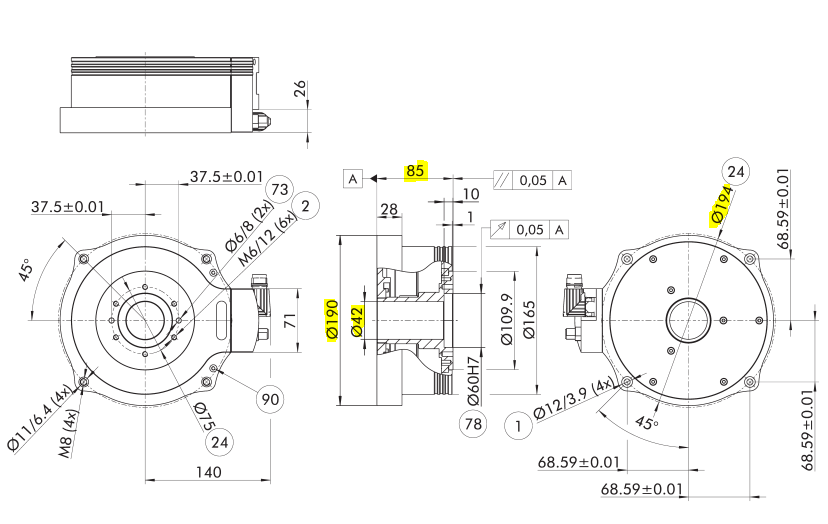 26
A
85
// 0,05 A
24
37.5±0.01
73
10
Ø194
68.59±0.01
37.5±0.01
2
28
1
Ø6/8 (2x)
M6/12 (6x)
↗ 0,05 A
45°
71
Ø190
Ø42
Ø109.9
Ø165
Ø60H7
90
Ø11/6.4 (4x)
M8 (4x)
Ø75
24
78
1
Ø12/3.9 (4x)
45°
68.59±0.01
140
68.59±0.01
68.59±0.01